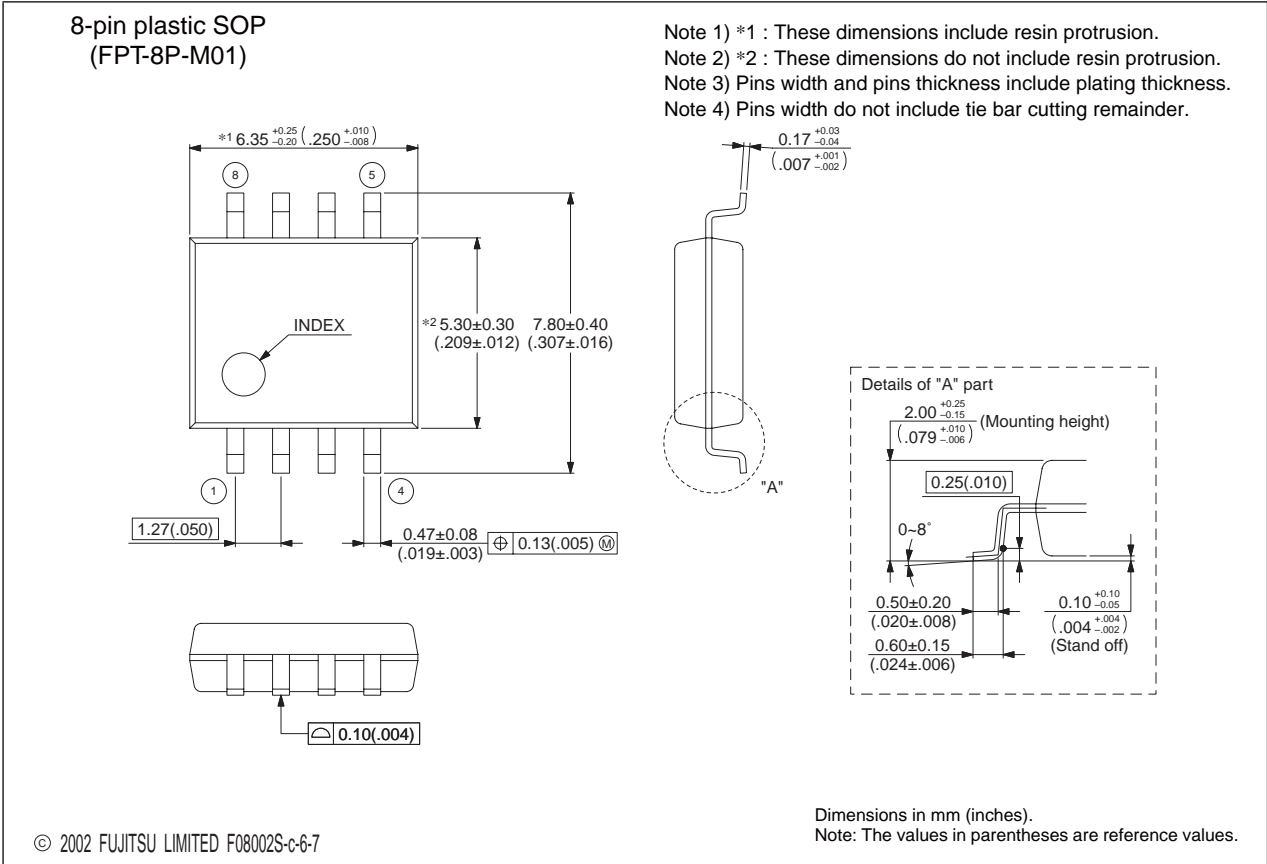 8-pin plastic SOP
(FPT-8P-M01)
Note 1) *1 : These dimensions include resin protrusion.
Note 2) *2 : These dimensions do not include resin protrusion.
Note 3) Pins width and pins thickness include plating thickness.
Note 4) Pins width do not include tie bar cutting remainder.
*1 6.35 +0.25 –0.20 (.250 +.010 –.008)
0.17 +0.03 –0.04
(.007 +.001 –.002)
8
5
INDEX
*2 5.30±0.30
(.209±.012)
7.80±0.40
(.307±.016)
Details of "A" part
2.00 +0.25 –0.15 (Mounting height)
(.079 +.010 –.006)
1
4
"A"
0.25(.010)
1.27(.050)
0.47±0.08
(.019±.003)
⌖ 0.13(.005) Ⓜ
0~8°
0.50±0.20
(.020±.008)
0.60±0.15
(.024±.006)
0.10 +0.10 –0.05
(.004 +.004 –.002)
(Stand off)
⌓ 0.10(.004)
Dimensions in mm (inches).
Note: The values in parentheses are reference values.
© 2002 FUJITSU LIMITED F08002S-c-6-7